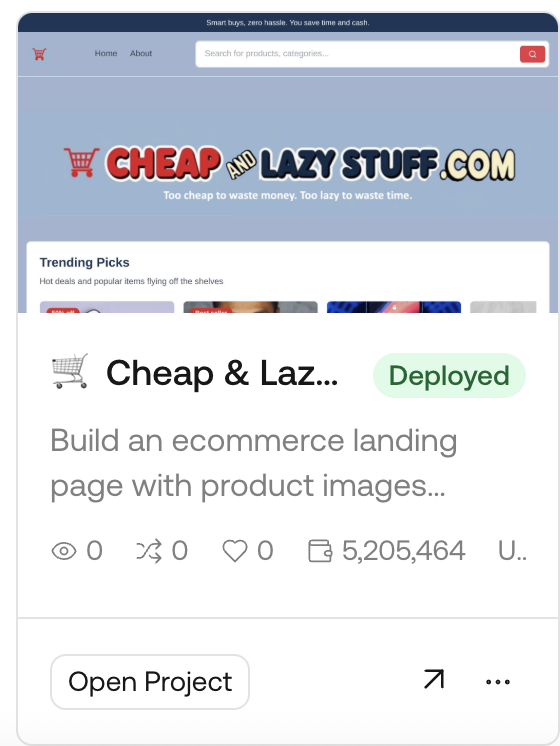 Smart buys, zero hassle. You save time and cash.
Home About Search for products, categories...
CHEAP AND LAZY STUFF.COM
Too cheap to waste money. Too lazy to waste time.
Trending Picks
Hot deals and popular items flying off the shelves
50% off Best seller
Cheap & Laz... Deployed
Build an ecommerce landing
page with product images...
0 0 0 5,205,464 U..
Open Project